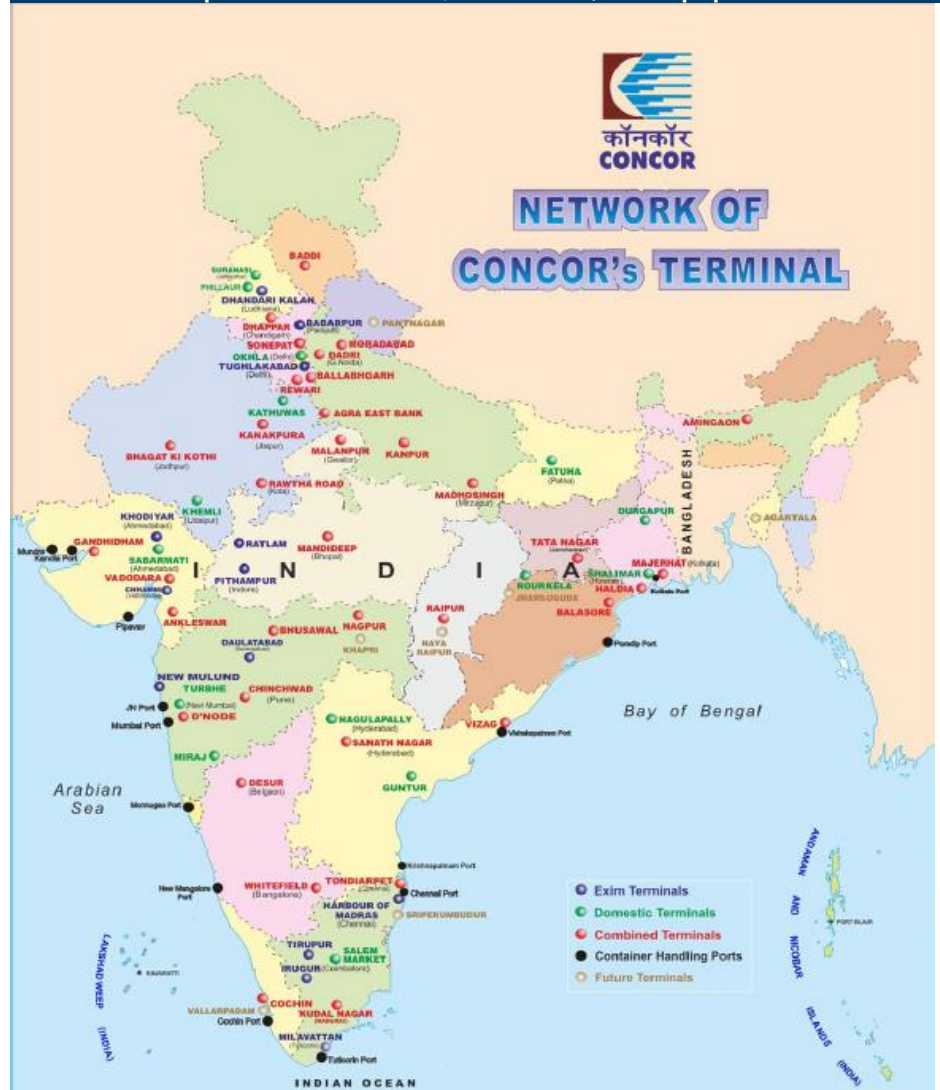 कॉनकॉर
CONCOR
NETWORK OF
CONCOR's TERMINAL
BADDI
SURANASI
PHILLAUR
DHANDARI KALAN
(Ludhiana)
DHAPPAR
(Chandigarh)
BABARPUR
(Panipat)
PANTNAGAR
SONEPAT
MORADABAD
OKHLA (Delhi)
DADRI
(G.Noida)
TUGHLAKABAD
(Delhi)
BALLABHGARH
REWARI
KATHUWAS
AGRA EAST BANK
KANAKPURA
(Jaipur)
MALANPUR
(Gwalior)
KANPUR
BHAGAT KI KOTHI
(Jodhpur)
RAWTHA ROAD
(Kota)
MADHOSINGH
(Mirzapur)
FATUHA
(Patna)
AMINGAON
BANGLADESH
AGARTALA
KHEMLI
(Udaipur)
KHODIYAR
(Ahmedabad)
DURGAPUR
GANDHIDHAM
Mundra
Kandla Port
SABARMATI
(Ahmedabad)
RATLAM
MANDIDEEP
(Bhopal)
TATA NAGAR
(Jamshedpur)
MAJERHAT (Kolkata)
VADODARA
PITHAMPUR
(Indore)
INDIA
ROURKELA
SHALIMAR
(Howrah)
Kolkata Port
JHARSUGUDE
HALDIA
BALASORE
Pipavav
ANKLESWAR
RAIPUR
NAYA
RAIPUR
Paradip Port
BHUSAWAL
NAGPUR
KHAPRI
DAULATABAD
NEW MULUND
TURBHE
(Navi Mumbai)
CHINCHWAD
(Pune)
JN Port
D'NODE
Mumbai Port
NAGULAPALLY
(Hyderabad)
SANATH NAGAR
(Hyderabad)
VIZAG
Vishakapatnam Port
Bay of Bengal
MIRAJ
DESUR
(Belgaon)
GUNTUR
Arabian
Sea
Mormugao Port
Krishnapatnam Port
New Mangalore
Port
WHITEFIELD
(Bangalore)
TONDIARPET
(Chennai)
Chennai Port
HARBOUR OF
MADRAS
(Chennai)
SRIPERUMBUDUR
Exim Terminals
Domestic Terminals
Combined Terminals
Container Handling Ports
Future Terminals
ANDAMAN AND NICOBAR ISLANDS (INDIA)
PORT BLAIR
TIRUPUR
SALEM
MARKET
IRUGUR (Coimbatore)
LAKSHADWEEP (INDIA)
KAVARATTI
COCHIN
VALLARPADAM
Cochin Port
KUDAL NAGAR
(MADURAI)
MILAVATTAN
(Tuticorin)
Tuticorin Port
INDIAN OCEAN